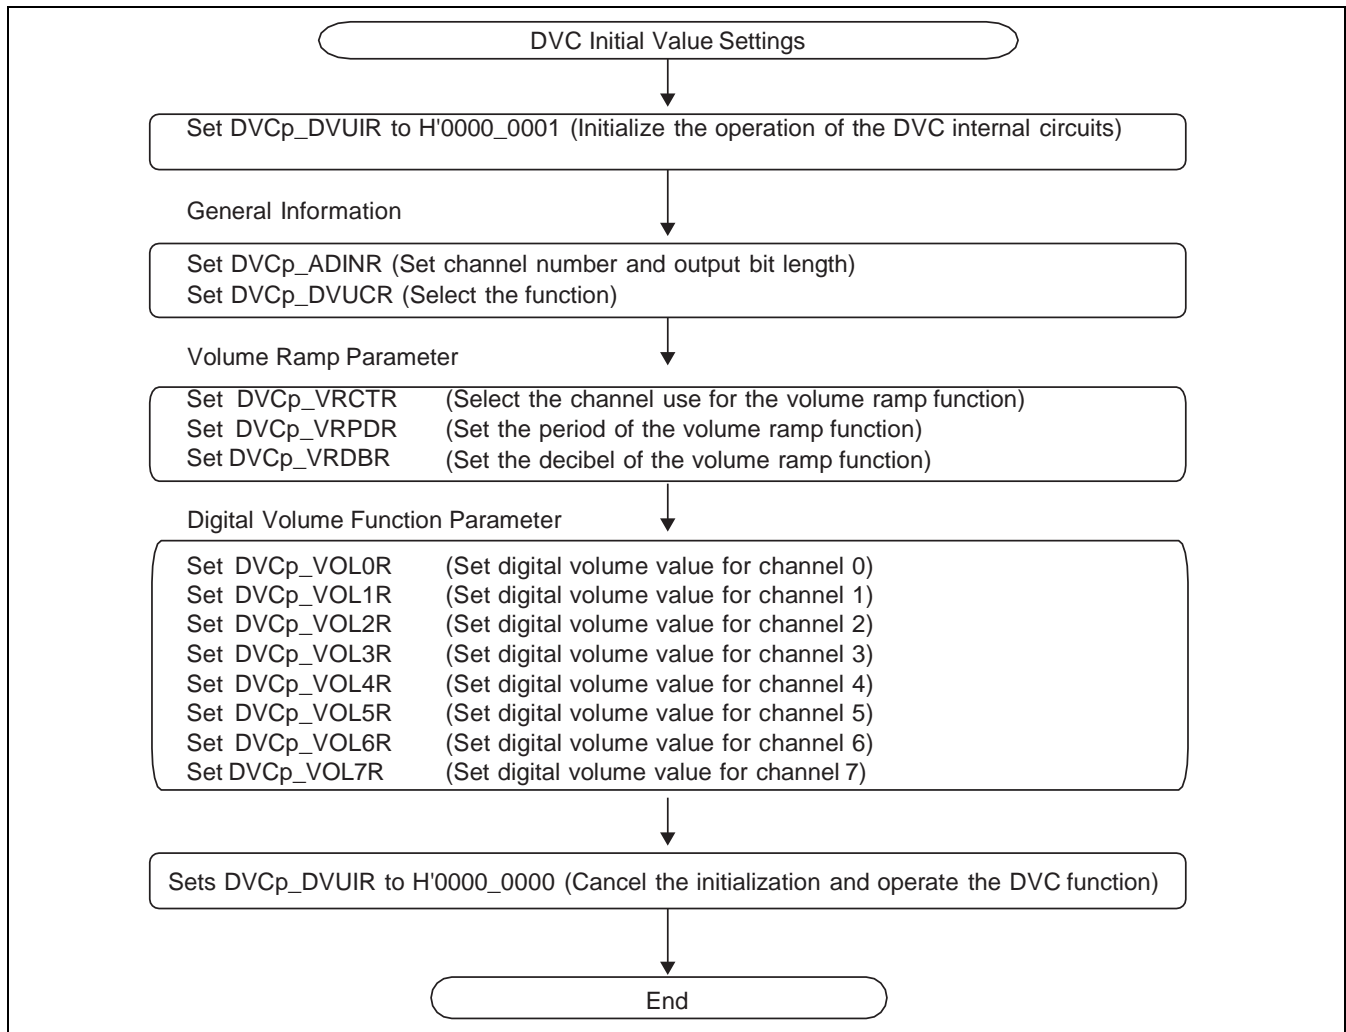 DVC Initial Value Settings
Set DVCp_DVUIR to H'0000_0001 (Initialize the operation of the DVC internal circuits)
General Information
Set DVCp_ADINR (Set channel number and output bit length)
Set DVCp_DVUCR (Select the function)
Volume Ramp Parameter
Set DVCp_VRCTR (Select the channel use for the volume ramp function)
Set DVCp_VRPDR (Set the period of the volume ramp function)
Set DVCp_VRDBR (Set the decibel of the volume ramp function)
Digital Volume Function Parameter
Set DVCp_VOL0R (Set digital volume value for channel 0)
Set DVCp_VOL1R (Set digital volume value for channel 1)
Set DVCp_VOL2R (Set digital volume value for channel 2)
Set DVCp_VOL3R (Set digital volume value for channel 3)
Set DVCp_VOL4R (Set digital volume value for channel 4)
Set DVCp_VOL5R (Set digital volume value for channel 5)
Set DVCp_VOL6R (Set digital volume value for channel 6)
Set DVCp_VOL7R (Set digital volume value for channel 7)
Sets DVCp_DVUIR to H'0000_0000 (Cancel the initialization and operate the DVC function)
End